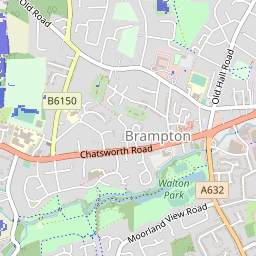 Old Road
Old Hall Road
B6150
Brampton
Chatsworth Road
Walton
Park
A632
Moorland View Road